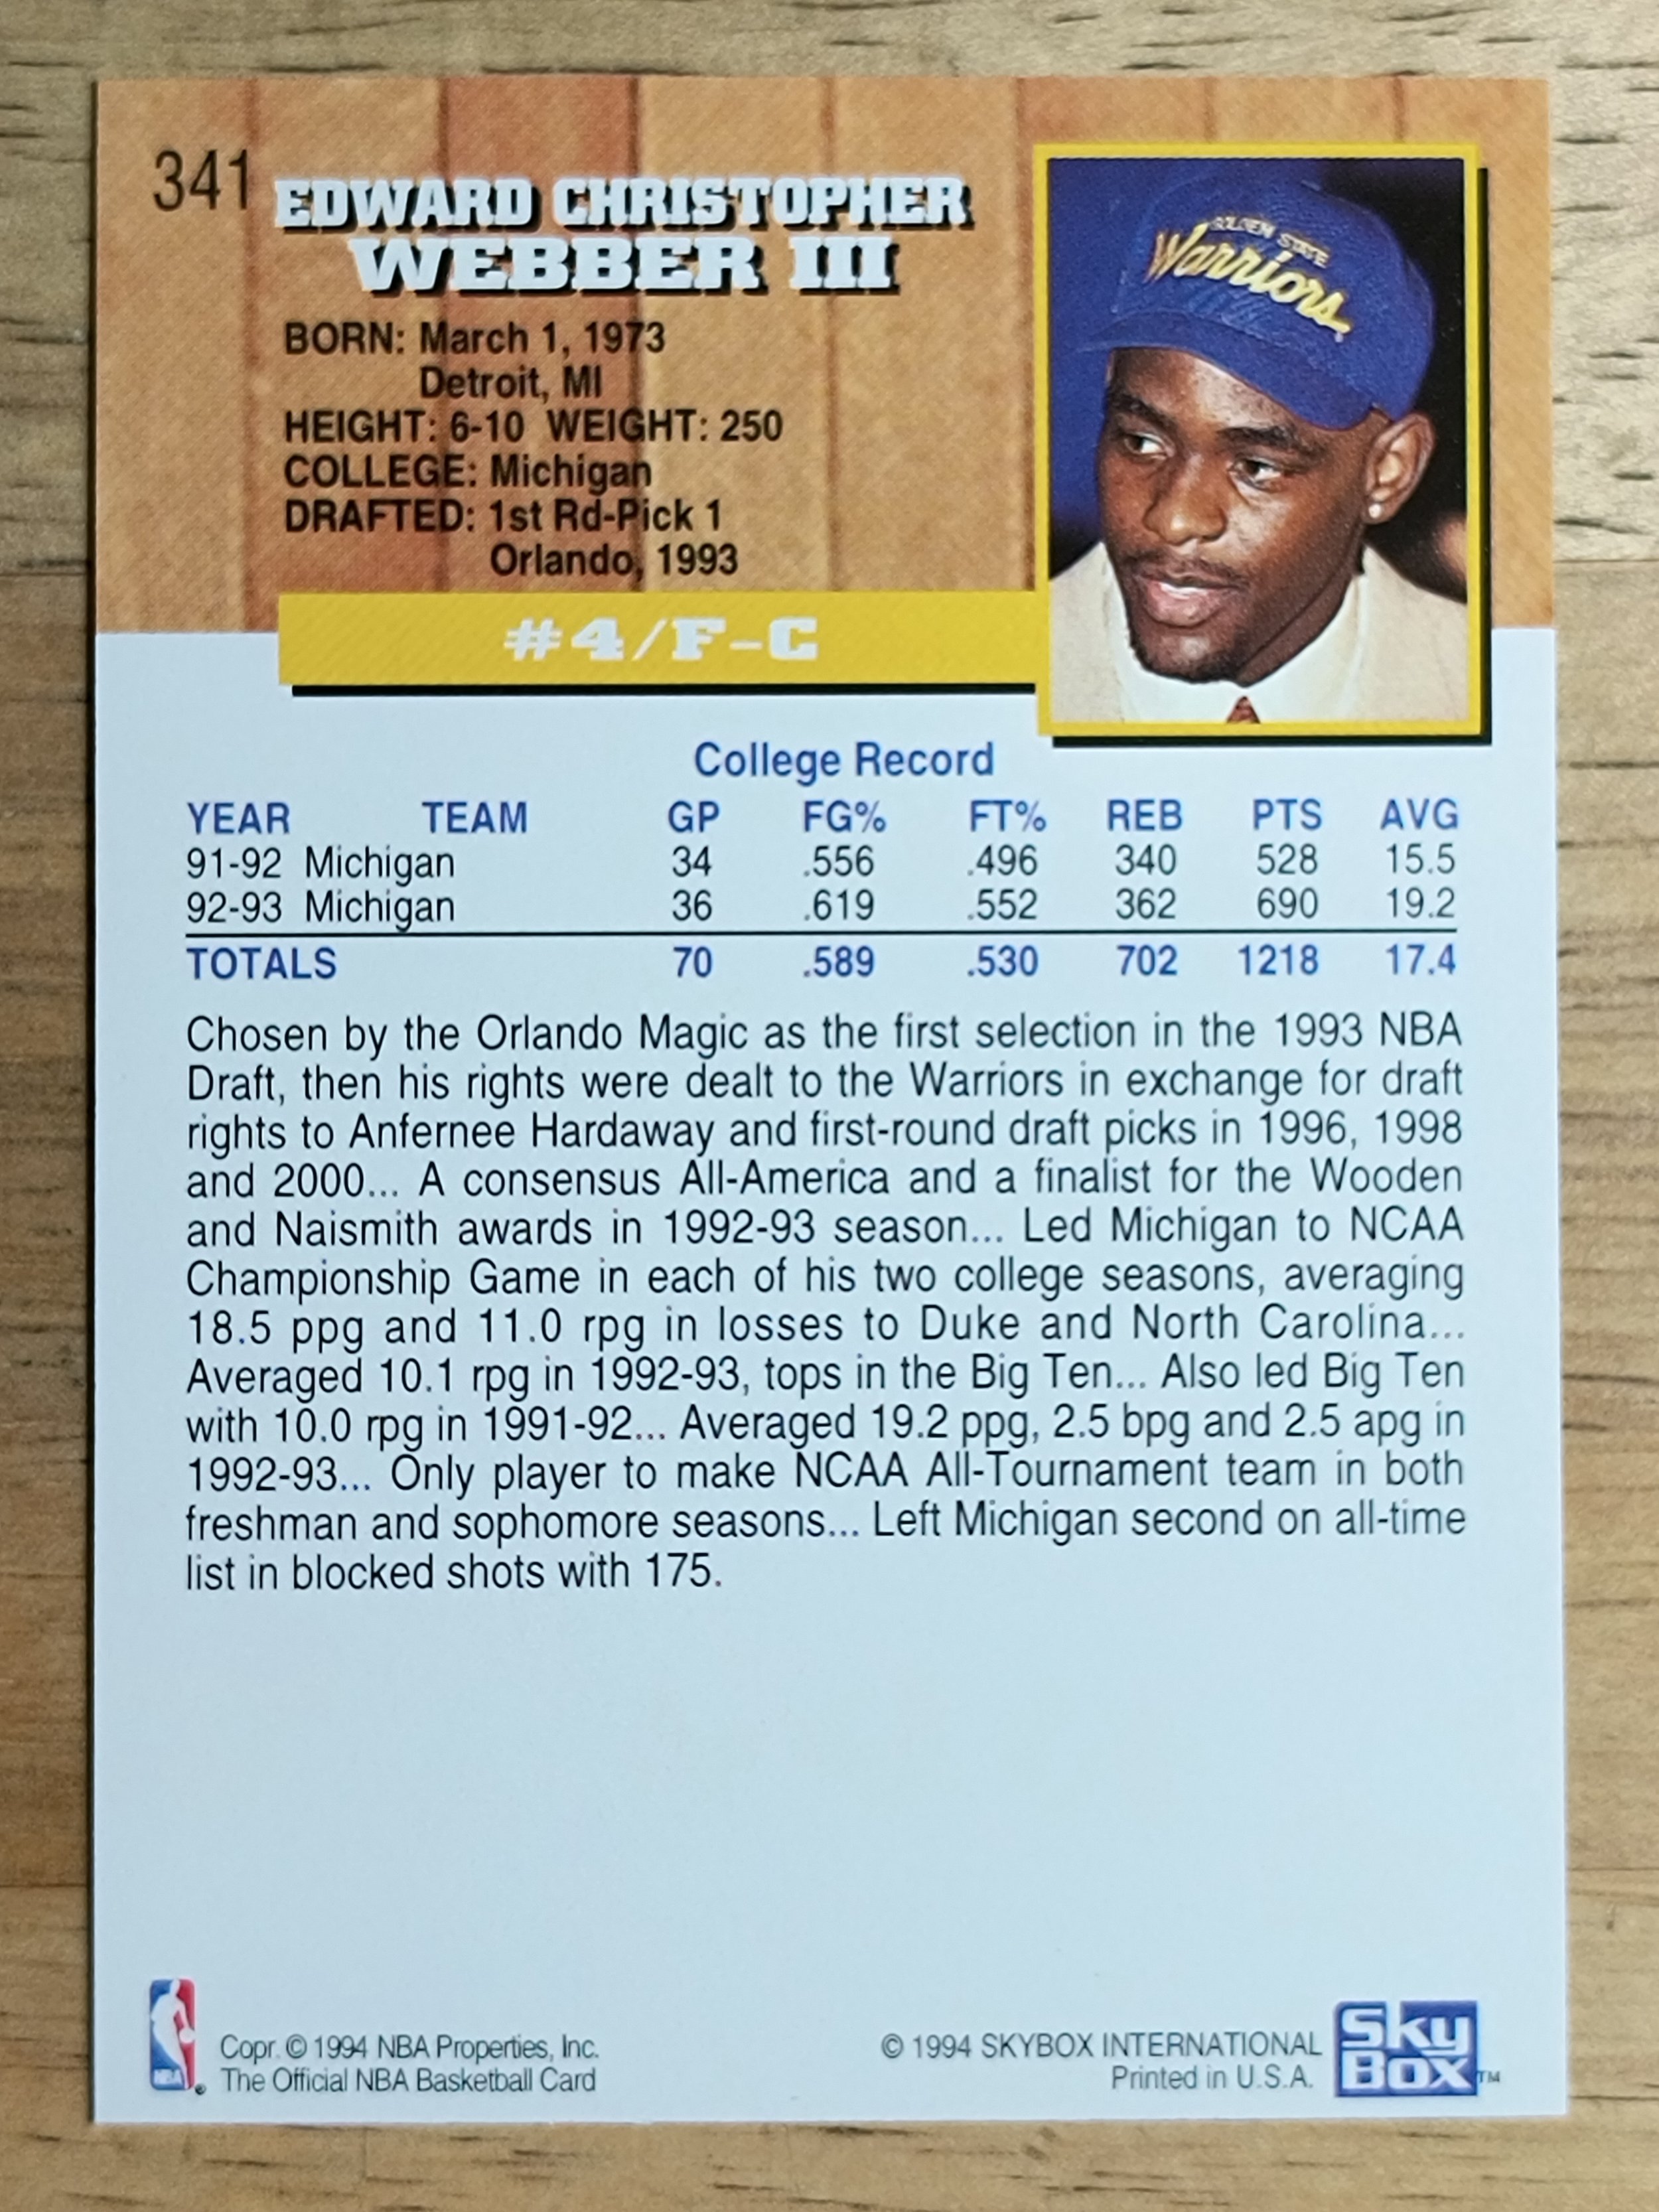 341
EDWARD CHRISTOPHER
WEBBER III
BORN: March 1, 1973
Detroit, MI
HEIGHT: 6-10 WEIGHT: 250
COLLEGE: Michigan
DRAFTED: 1st Rd-Pick 1
Orlando, 1993
GOLDEN STATE
Warriors
#4/F-C
College Record
YEAR TEAM GP FG% FT% REB PTS AVG
91-92 Michigan 34 .556 .496 340 528 15.5
92-93 Michigan 36 .619 .552 362 690 19.2
TOTALS 70 .589 .530 702 1218 17.4
Chosen by the Orlando Magic as the first selection in the 1993 NBA
Draft, then his rights were dealt to the Warriors in exchange for draft
rights to Anfernee Hardaway and first-round draft picks in 1996, 1998
and 2000... A consensus All-America and a finalist for the Wooden
and Naismith awards in 1992-93 season... Led Michigan to NCAA
Championship Game in each of his two college seasons, averaging
18.5 ppg and 11.0 rpg in losses to Duke and North Carolina...
Averaged 10.1 rpg in 1992-93, tops in the Big Ten... Also led Big Ten
with 10.0 rpg in 1991-92... Averaged 19.2 ppg, 2.5 bpg and 2.5 apg in
1992-93... Only player to make NCAA All-Tournament team in both
freshman and sophomore seasons... Left Michigan second on all-time
list in blocked shots with 175.
NBA ®
Copr. © 1994 NBA Properties, Inc.
The Official NBA Basketball Card
© 1994 SKYBOX INTERNATIONAL
Printed in U.S.A.
Sky
Box TM